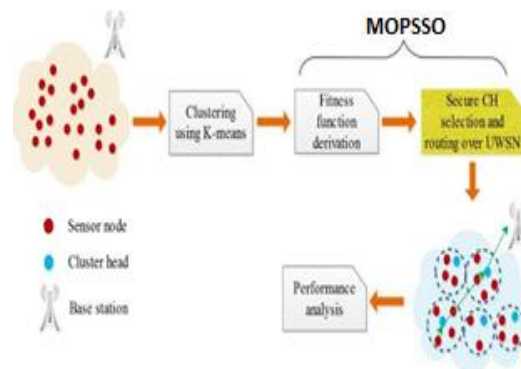 MOPSSO
Clustering
using K-means
Fitness
function
derivation
Secure CH
selection and
routing over UWSN
Sensor node
Cluster head
Base station
Performance
analysis